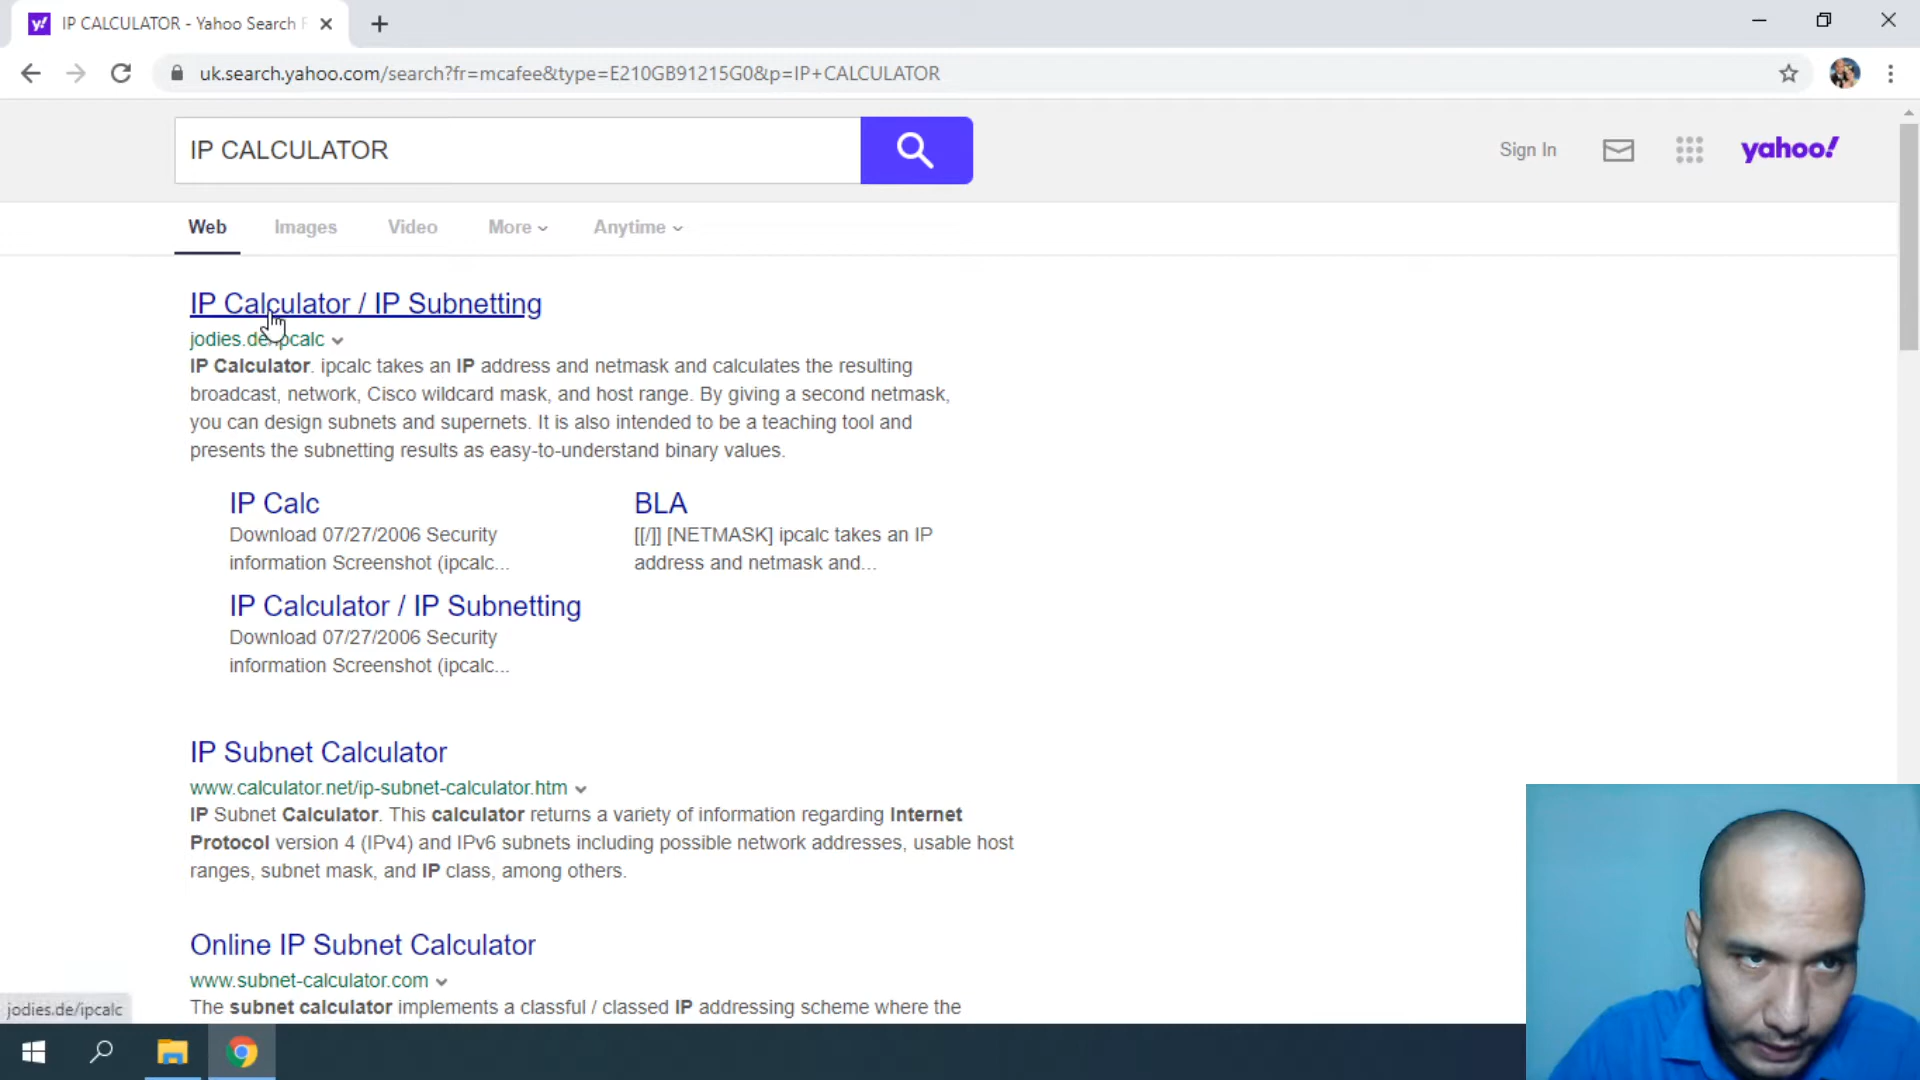 IP CALCULATOR - Yahoo Search
uk.search.yahoo.com/search?fr=mcafee&type=E210GB91215G0&p=IP+CALCULATOR
IP CALCULATOR
Sign In
yahoo!
Web Images Video More Anytime
IP Calculator / IP Subnetting
jodies.de/ipcalc
IP Calculator. ipcalc takes an IP address and netmask and calculates the resulting
broadcast, network, Cisco wildcard mask, and host range. By giving a second netmask,
you can design subnets and supernets. It is also intended to be a teaching tool and
presents the subnetting results as easy-to-understand binary values.
IP Calc
Download 07/27/2006 Security
information Screenshot (ipcalc...
BLA
[[/]] [NETMASK] ipcalc takes an IP
address and netmask and...
IP Calculator / IP Subnetting
Download 07/27/2006 Security
information Screenshot (ipcalc...
IP Subnet Calculator
www.calculator.net/ip-subnet-calculator.htm
IP Subnet Calculator. This calculator returns a variety of information regarding Internet
Protocol version 4 (IPv4) and IPv6 subnets including possible network addresses, usable host
ranges, subnet mask, and IP class, among others.
Online IP Subnet Calculator
www.subnet-calculator.com
The subnet calculator implements a classful / classed IP addressing scheme where the
jodies.de/ipcalc